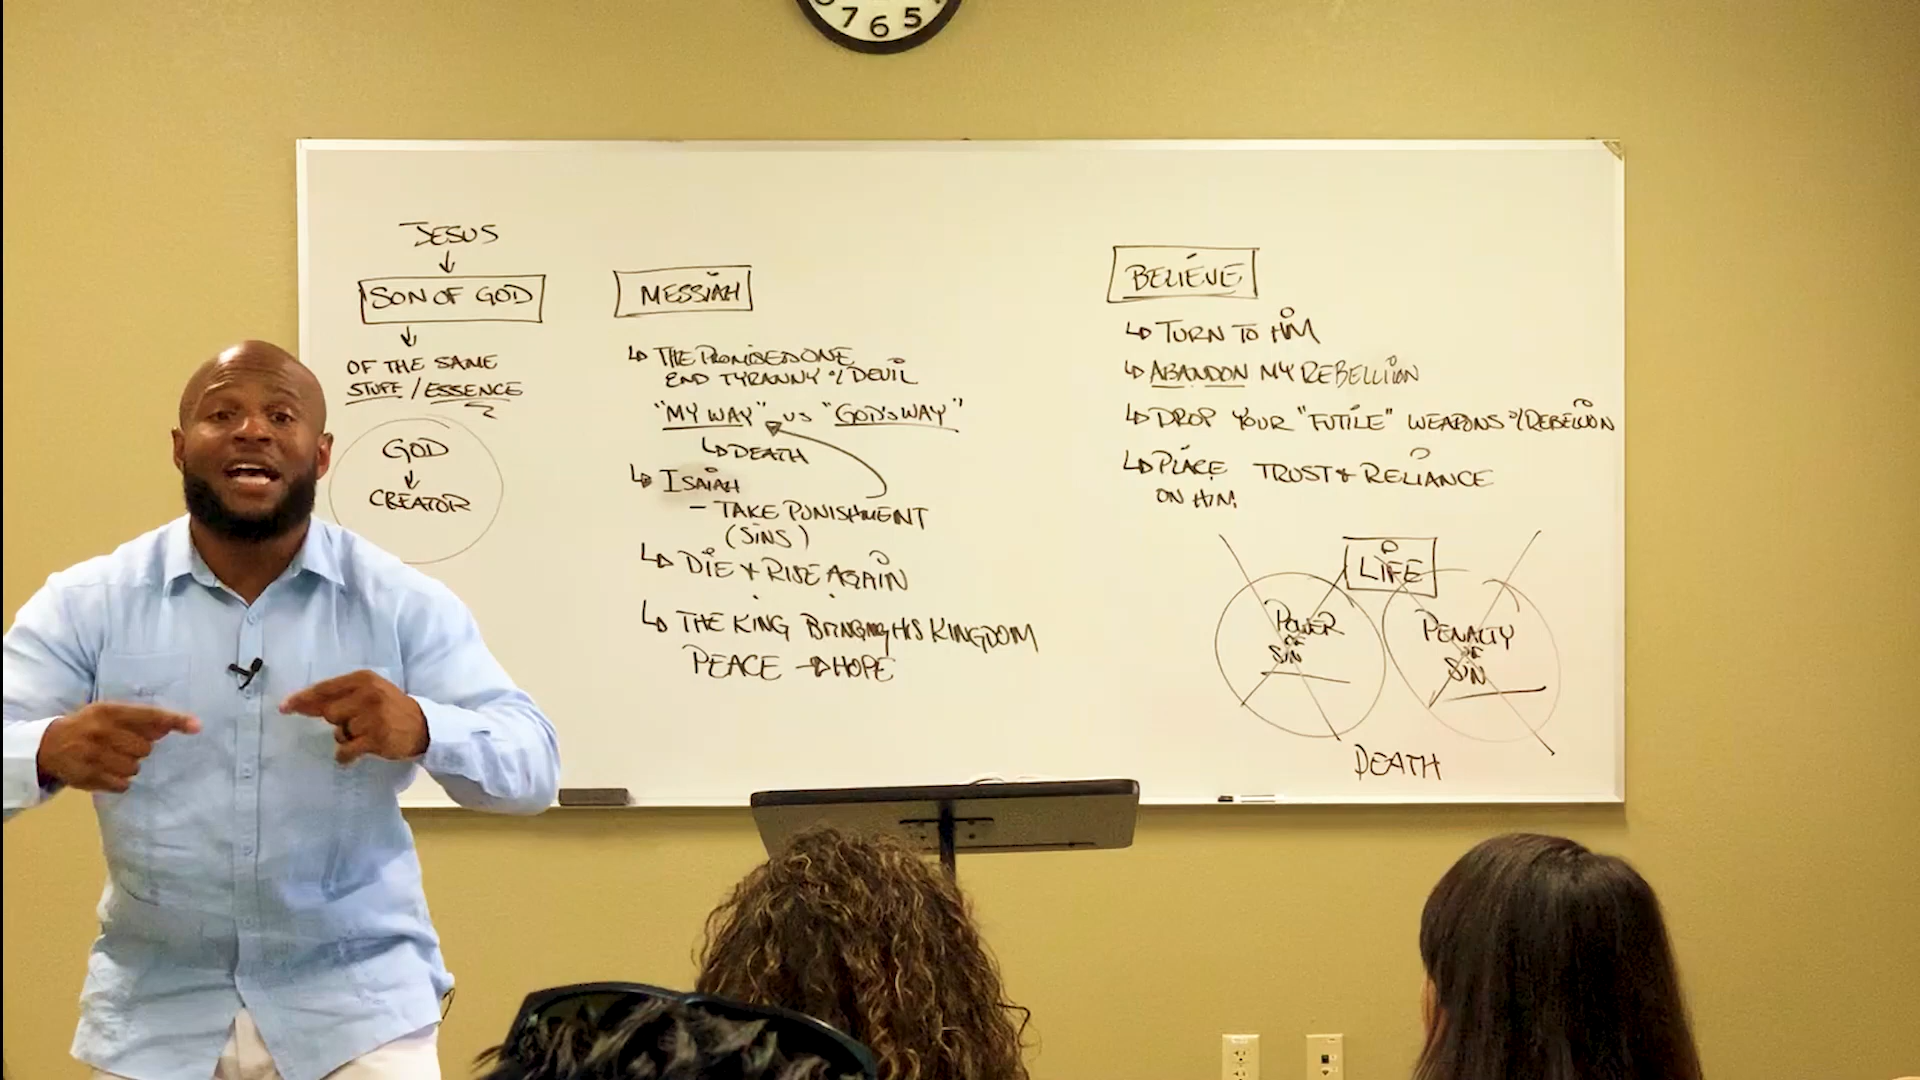 7 6 5
JESUS
SON OF GOD
OF THE SAME
STUFF / ESSENCE
GOD
CREATOR
MESSIAH
THE PROMISED ONE
END TYRANNY o/ DEVIL
"MY WAY" VS "GOD'S WAY"
DEATH
ISAIAH
- TAKE PUNISHMENT
(SINS)
DIE & RISE AGAIN
THE KING BRINGING HIS KINGDOM
PEACE → HOPE
BELIEVE
TURN TO HIM
ABANDON MY REBELLION
DROP YOUR "FUTILE" WEAPONS o/ REBELLION
PLACE TRUST & RELIANCE
ON HIM
LIFE
POWER
OF
SIN
PENALTY
OF
SIN
DEATH